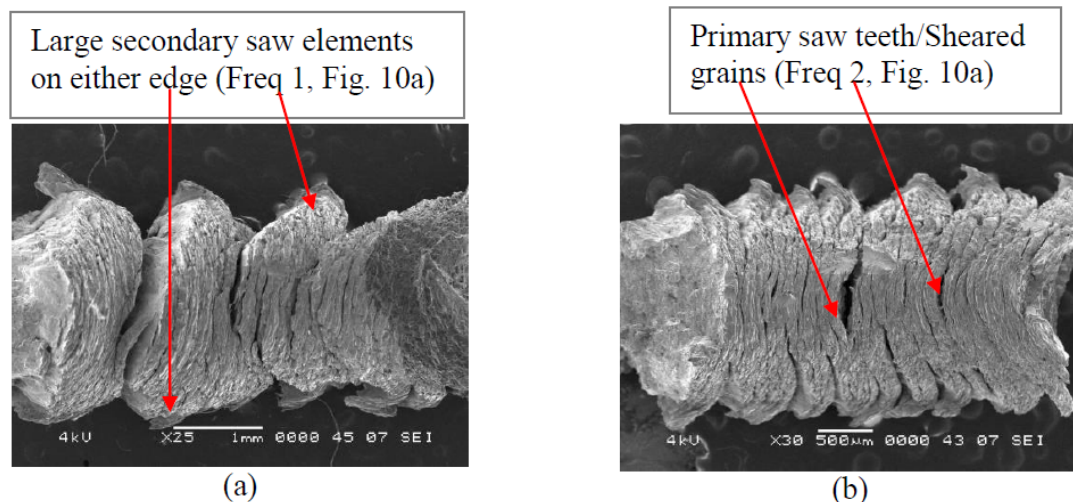 Large secondary saw elements
on either edge (Freq 1, Fig. 10a)
Primary saw teeth/Sheared
grains (Freq 2, Fig. 10a)
4kU X25 1mm 0000 45 07 SEI
4kU X30 500µm 0000 43 07 SEI
(a)
(b)